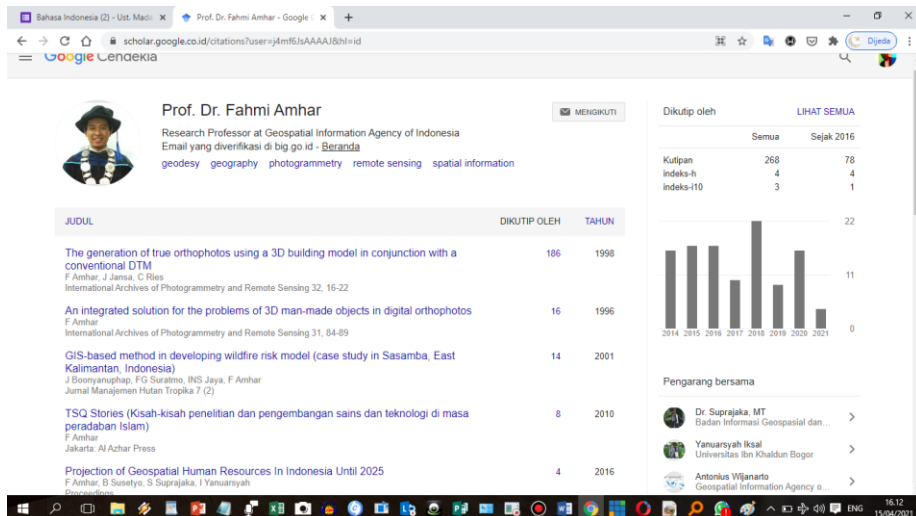 Bahasa Indonesia (2) - Ust. Mada
Prof. Dr. Fahmi Amhar - Google
scholar.google.co.id/citations?user=j4mf6JsAAAAJ&hl=id
Dijeda
Google Cendekia
Prof. Dr. Fahmi Amhar
MENGIKUTI
Research Professor at Geospatial Information Agency of Indonesia
Email yang diverifikasi di big.go.id - Beranda
geodesy geography photogrammetry remote sensing spatial information
JUDUL DIKUTIP OLEH TAHUN
The generation of true orthophotos using a 3D building model in conjunction with a 186 1998
conventional DTM
F Amhar, J Jansa, C Ries
International Archives of Photogrammetry and Remote Sensing 32, 16-22
An integrated solution for the problems of 3D man-made objects in digital orthophotos 16 1996
F Amhar
International Archives of Photogrammetry and Remote Sensing 31, 84-89
GIS-based method in developing wildfire risk model (case study in Sasamba, East 14 2001
Kalimantan, Indonesia)
J Boonyanuphap, FG Suratmo, INS Jaya, F Amhar
Jurnal Manajemen Hutan Tropika 7 (2)
TSQ Stories (Kisah-kisah penelitian dan pengembangan sains dan teknologi di masa 8 2010
peradaban Islam)
F Amhar
Jakarta: Al Azhar Press
Projection of Geospatial Human Resources In Indonesia Until 2025 4 2016
F Amhar, B Susetyo, S Suprajaka, I Yanuarsyah
Proceedings
Dikutip oleh LIHAT SEMUA
Semua Sejak 2016
Kutipan 268 78
indeks-h 4 4
indeks-i10 3 1
22
11
0
2014 2015 2016 2017 2018 2019 2020 2021
Pengarang bersama
Dr. Suprajaka, MT
Badan Informasi Geospasial dan...
Yanuarsyah Iksal
Universitas Ibn Khaldun Bogor
Antonius Wijanarto
Geospatial Information Agency o...
ENG
16.12
15/04/2021